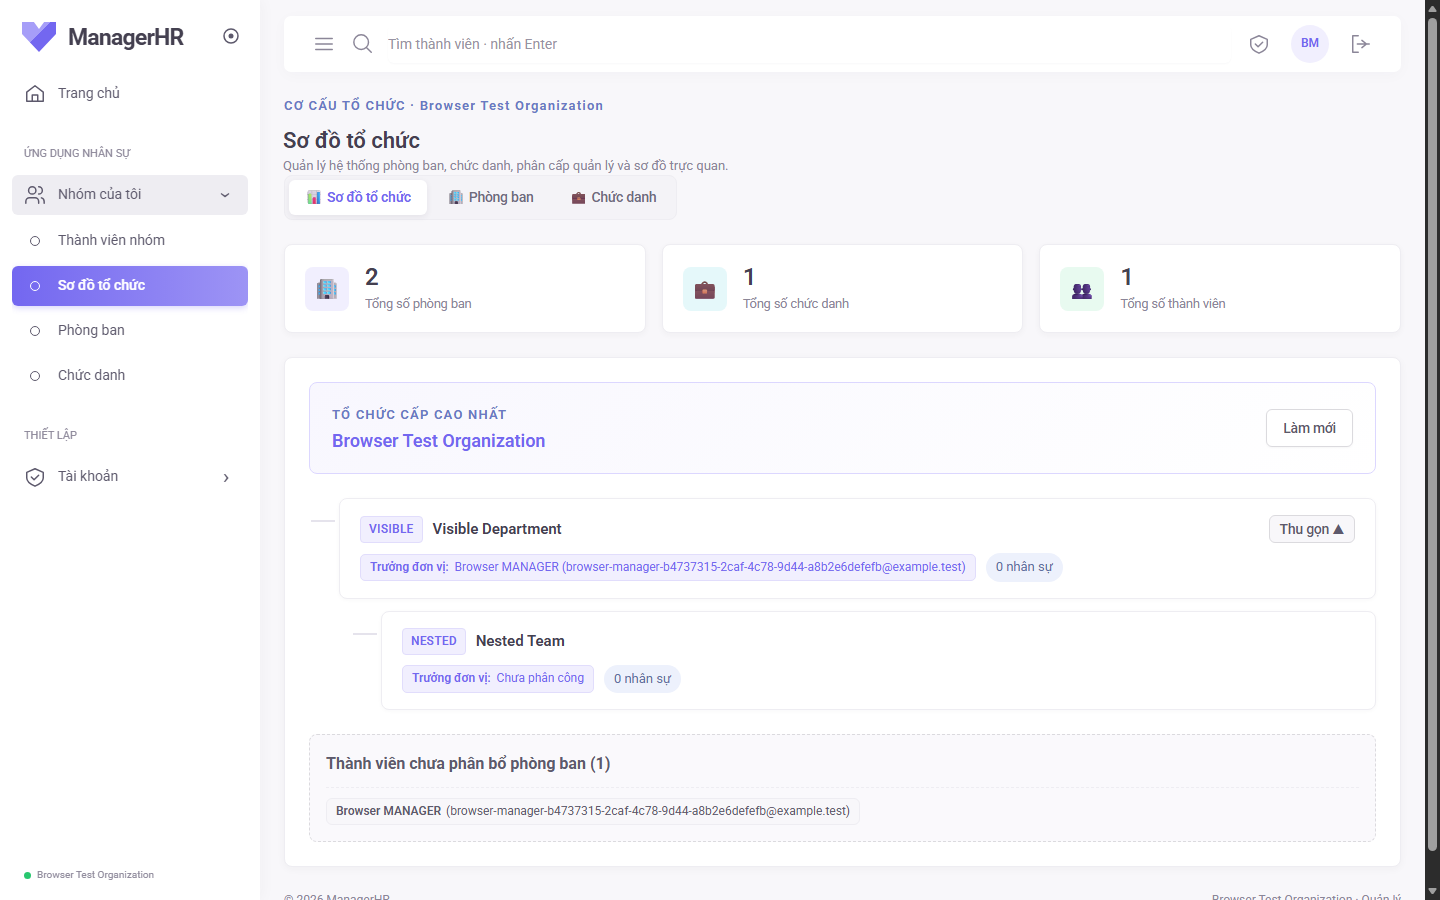 ManagerHR
Trang chủ
ỨNG DỤNG NHÂN SỰ
Nhóm của tôi
Thành viên nhóm
Sơ đồ tổ chức
Phòng ban
Chức danh
THIẾT LẬP
Tài khoản
Browser Test Organization
Tìm thành viên · nhấn Enter
BM
CƠ CẤU TỔ CHỨC · Browser Test Organization
Sơ đồ tổ chức
Quản lý hệ thống phòng ban, chức danh, phân cấp quản lý và sơ đồ trực quan.
Sơ đồ tổ chức Phòng ban Chức danh
2
Tổng số phòng ban
1
Tổng số chức danh
1
Tổng số thành viên
TỔ CHỨC CẤP CAO NHẤT
Browser Test Organization
Làm mới
VISIBLE Visible Department
Thu gọn ▲
Trưởng đơn vị: Browser MANAGER (browser-manager-b4737315-2caf-4c78-9d44-a8b2e6defefb@example.test) 0 nhân sự
NESTED Nested Team
Trưởng đơn vị: Chưa phân công 0 nhân sự
Thành viên chưa phân bổ phòng ban (1)
Browser MANAGER (browser-manager-b4737315-2caf-4c78-9d44-a8b2e6defefb@example.test)
© 2026 ManagerHR
Browser Test Organization · Quản lý